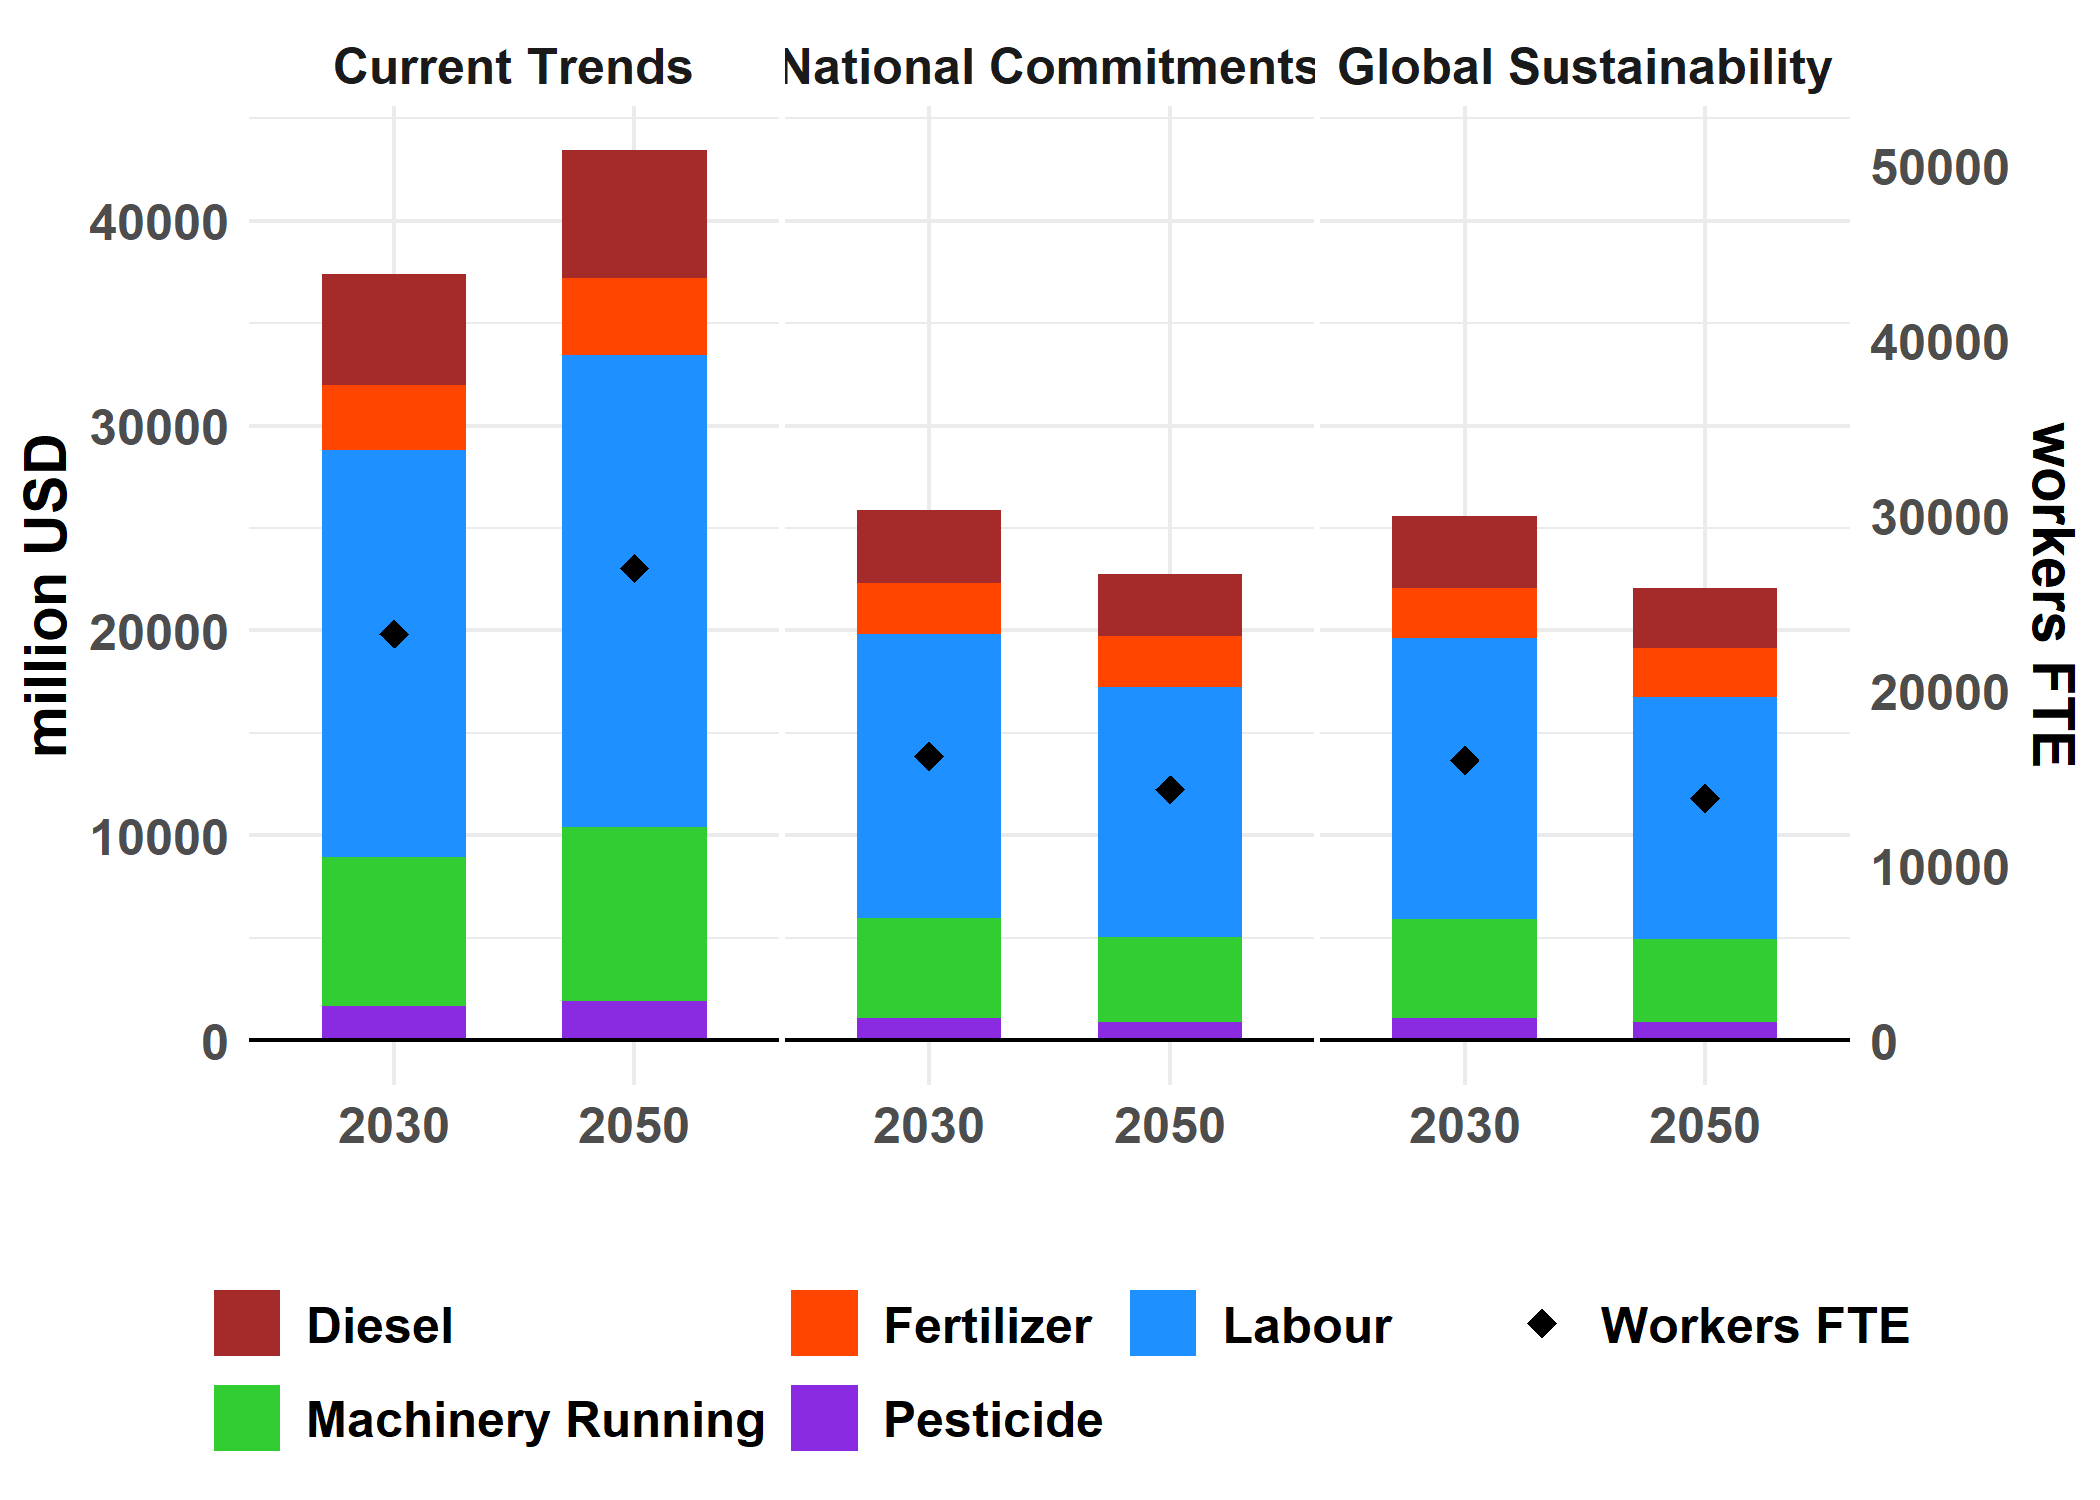 Current Trends
National Commitments
Global Sustainability
million USD
40000
30000
20000
10000
0
50000
40000
30000
20000
10000
0
workers FTE
2030
2050
2030
2050
2030
2050
Diesel
Fertilizer
Labour
Workers FTE
Machinery Running
Pesticide